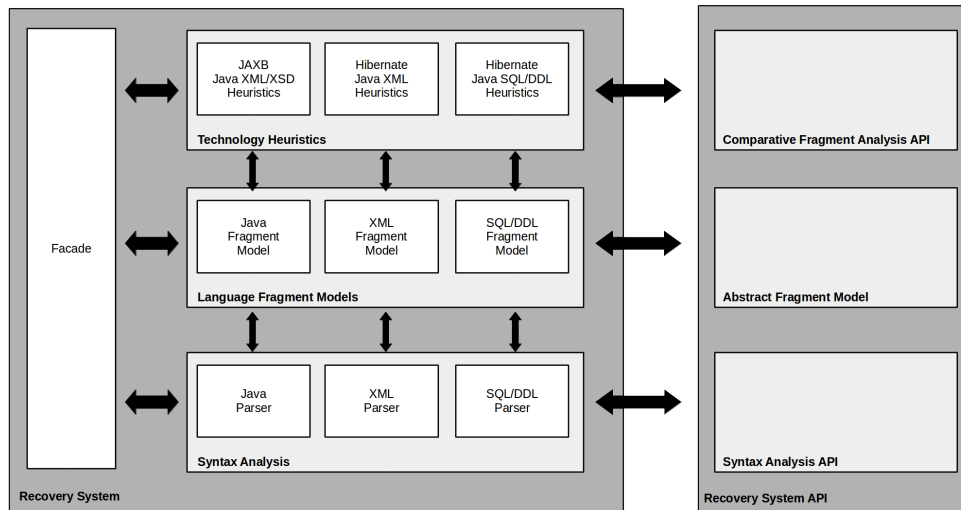 JAXB
Java XML/XSD
Heuristics
Hibernate
Java XML
Heuristics
Hibernate
Java SQL/DDL
Heuristics
Technology Heuristics
Comparative Fragment Analysis API
Facade
Java
Fragment
Model
XML
Fragment
Model
SQL/DDL
Fragment
Model
Language Fragment Models
Abstract Fragment Model
Java
Parser
XML
Parser
SQL/DDL
Parser
Syntax Analysis
Syntax Analysis API
Recovery System
Recovery System API